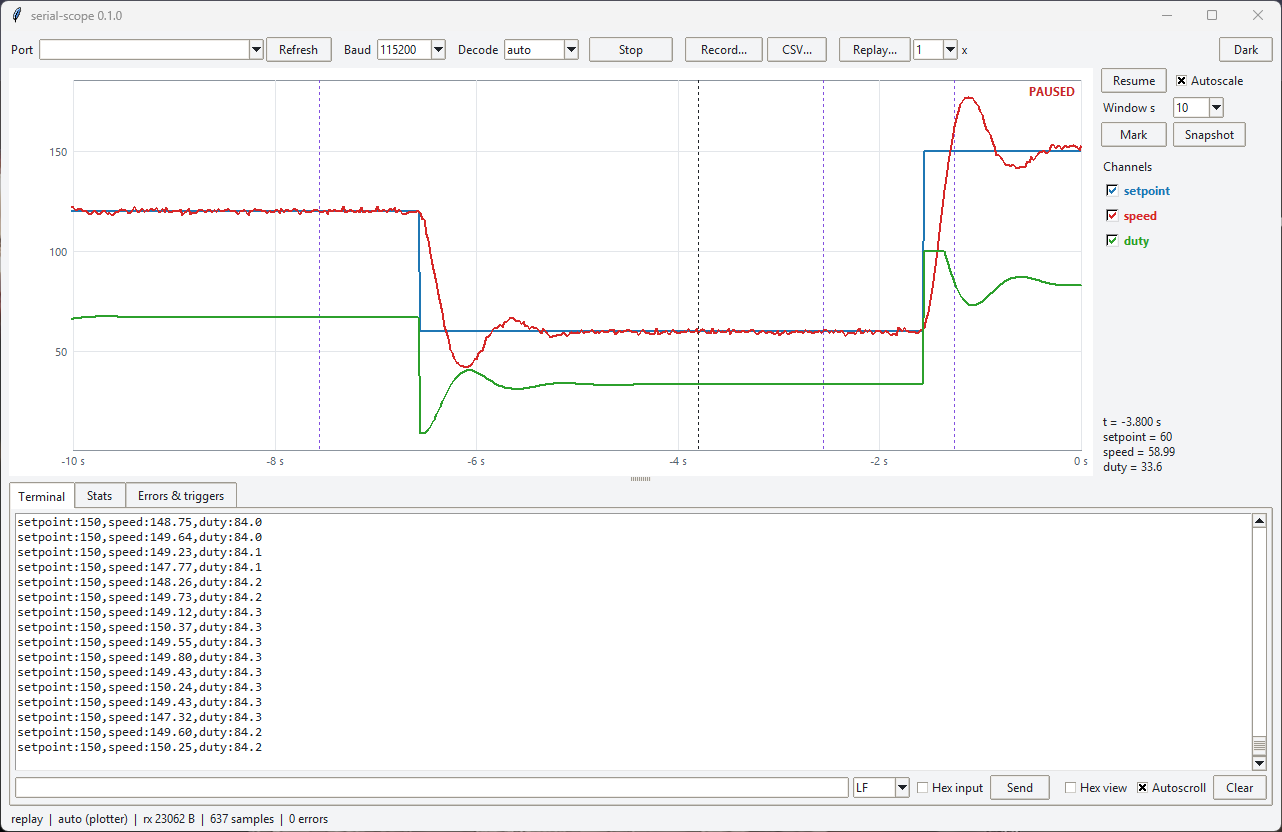 serial-scope 0.1.0
Port Refresh Baud 115200 Decode auto Stop Record... CSV... Replay... 1 x Dark
PAUSED
Resume Autoscale
Window s 10
Mark Snapshot
Channels
setpoint
speed
duty
150
100
50
-10 s -8 s -6 s -4 s -2 s 0 s
t = -3.800 s
setpoint = 60
speed = 58.99
duty = 33.6
Terminal Stats Errors & triggers
setpoint:150,speed:148.75,duty:84.0
setpoint:150,speed:149.64,duty:84.0
setpoint:150,speed:149.23,duty:84.1
setpoint:150,speed:147.77,duty:84.1
setpoint:150,speed:148.26,duty:84.2
setpoint:150,speed:149.73,duty:84.2
setpoint:150,speed:149.12,duty:84.3
setpoint:150,speed:150.37,duty:84.3
setpoint:150,speed:149.55,duty:84.3
setpoint:150,speed:149.80,duty:84.3
setpoint:150,speed:149.43,duty:84.3
setpoint:150,speed:150.24,duty:84.3
setpoint:150,speed:149.43,duty:84.3
setpoint:150,speed:147.32,duty:84.3
setpoint:150,speed:149.60,duty:84.2
setpoint:150,speed:150.25,duty:84.2
LF Hex input Send Hex view Autoscroll Clear
replay | auto (plotter) | rx 23062 B | 637 samples | 0 errors